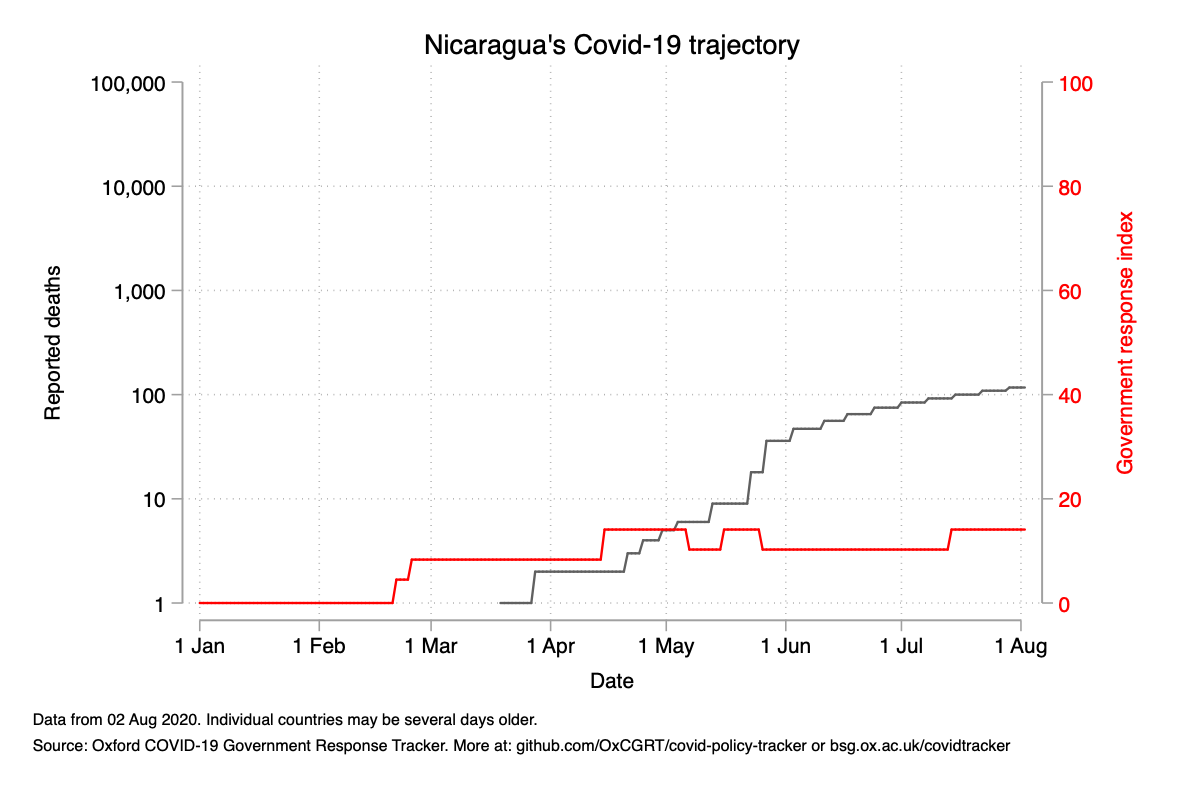 Nicaragua's Covid-19 trajectory
100,000
10,000
1,000
100
10
1
Reported deaths
100
80
60
40
20
0
Government response index
1 Jan 1 Feb 1 Mar 1 Apr 1 May 1 Jun 1 Jul 1 Aug
Date
Data from 02 Aug 2020. Individual countries may be several days older.
Source: Oxford COVID-19 Government Response Tracker. More at: github.com/OxCGRT/covid-policy-tracker or bsg.ox.ac.uk/covidtracker